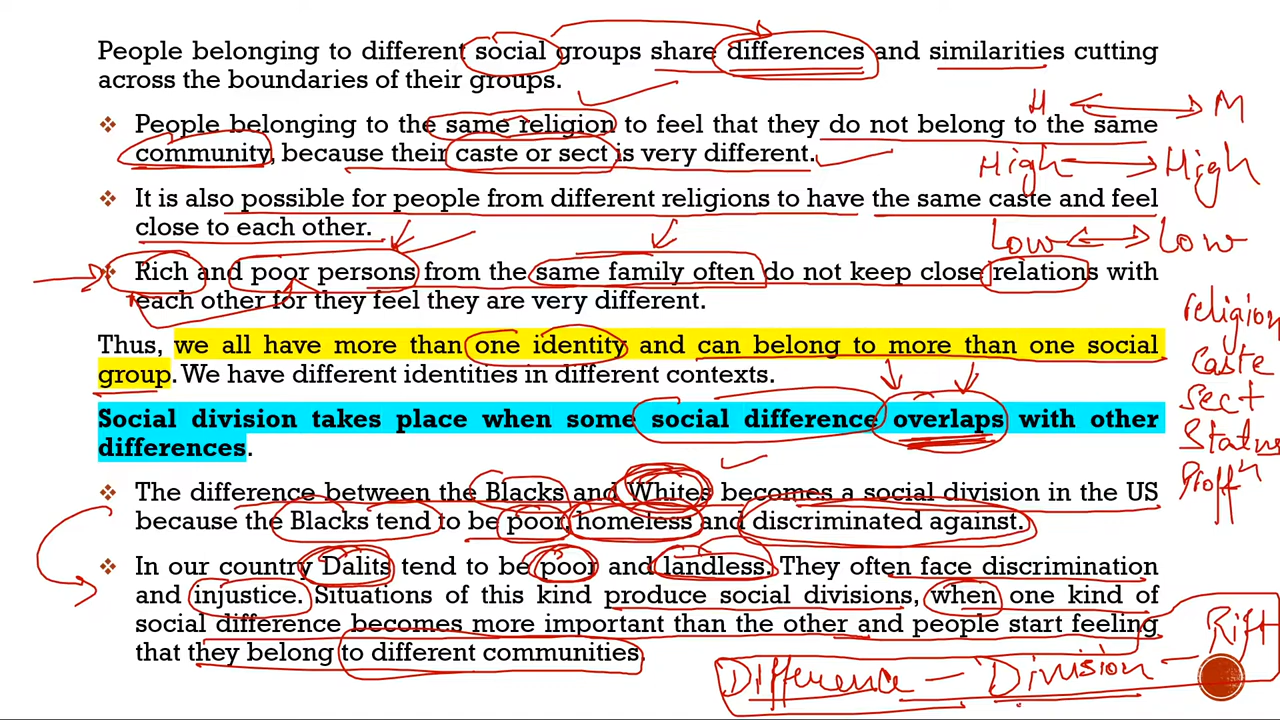 People belonging to different social groups share differences and similarities cutting
across the boundaries of their groups.
H M
❖ People belonging to the same religion to feel that they do not belong to the same
community, because their caste or sect is very different.
High High
❖ It is also possible for people from different religions to have the same caste and feel
close to each other.
Low Low
❖ Rich and poor persons from the same family often do not keep close relations with
each other for they feel they are very different.
religion
Thus, we all have more than one identity and can belong to more than one social
group. We have different identities in different contexts.
Caste
Sect
Social division takes place when some social difference overlaps with other
differences.
Status
Proffⁿ
❖ The difference between the Blacks and Whites becomes a social division in the US
because the Blacks tend to be poor, homeless and discriminated against.
❖ In our country Dalits tend to be poor and landless. They often face discrimination
and injustice. Situations of this kind produce social divisions, when one kind of
social difference becomes more important than the other and people start feeling
that they belong to different communities.
Difference — Division — Rift